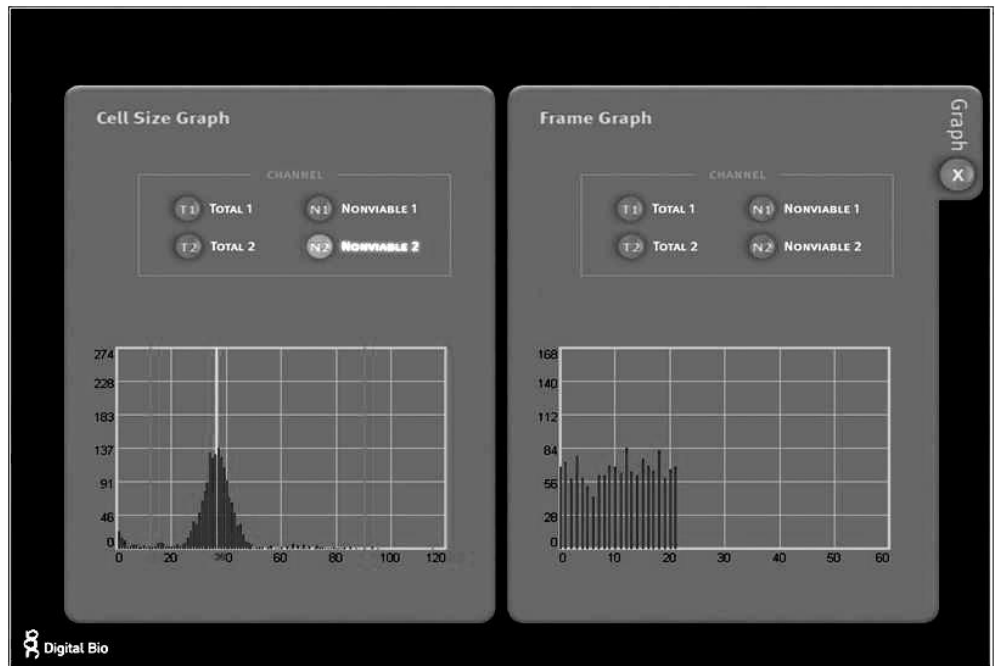 Cell Size Graph
CHANNEL
T1 TOTAL 1
N1 NONVIABLE 1
T2 TOTAL 2
N2 NONVIABLE 2
274
228
183
137
91
46
0
0 20 40 60 80 100 120
Frame Graph
CHANNEL
T1 TOTAL 1
N1 NONVIABLE 1
T2 TOTAL 2
N2 NONVIABLE 2
168
140
112
84
56
28
0
0 10 20 30 40 50 60
Graph
X
Digital Bio